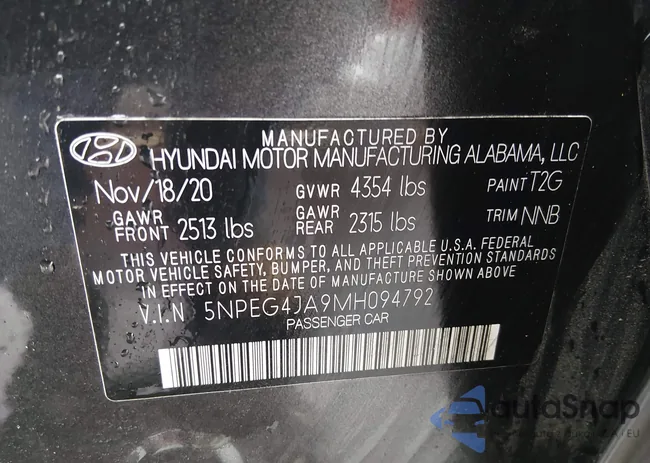 MANUFACTURED BY
HYUNDAI MOTOR MANUFACTURING ALABAMA, LLC
Nov/18/20 GVWR 4354 lbs PAINT T2G
GAWR FRONT 2513 lbs GAWR REAR 2315 lbs TRIM NNB
THIS VEHICLE CONFORMS TO ALL APPLICABLE U.S.A. FEDERAL
MOTOR VEHICLE SAFETY, BUMPER, AND THEFT PREVENTION STANDARDS
IN EFFECT ON THE DATE OF MANUFACTURE SHOWN ABOVE
V.I.N 5NPEG4JA9MH094792
PASSENGER CAR
autoSnap